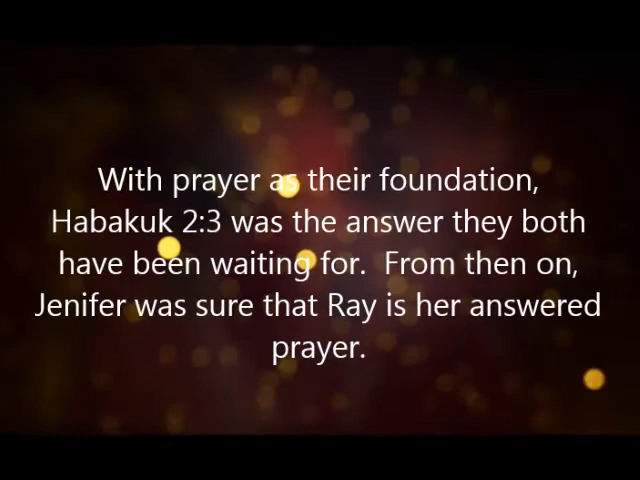 With prayer as their foundation,
Habakuk 2:3 was the answer they both
have been waiting for.  From then on,
Jenifer was sure that Ray is her answered
prayer.